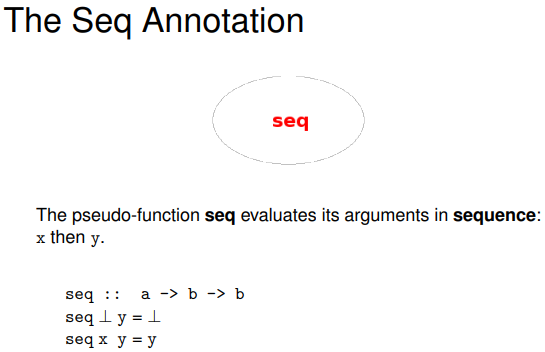 The Seq Annotation
seq
The pseudo-function seq evaluates its arguments in sequence:
x then y.
seq :: a -> b -> b
seq ⊥ y = ⊥
seq x y = y